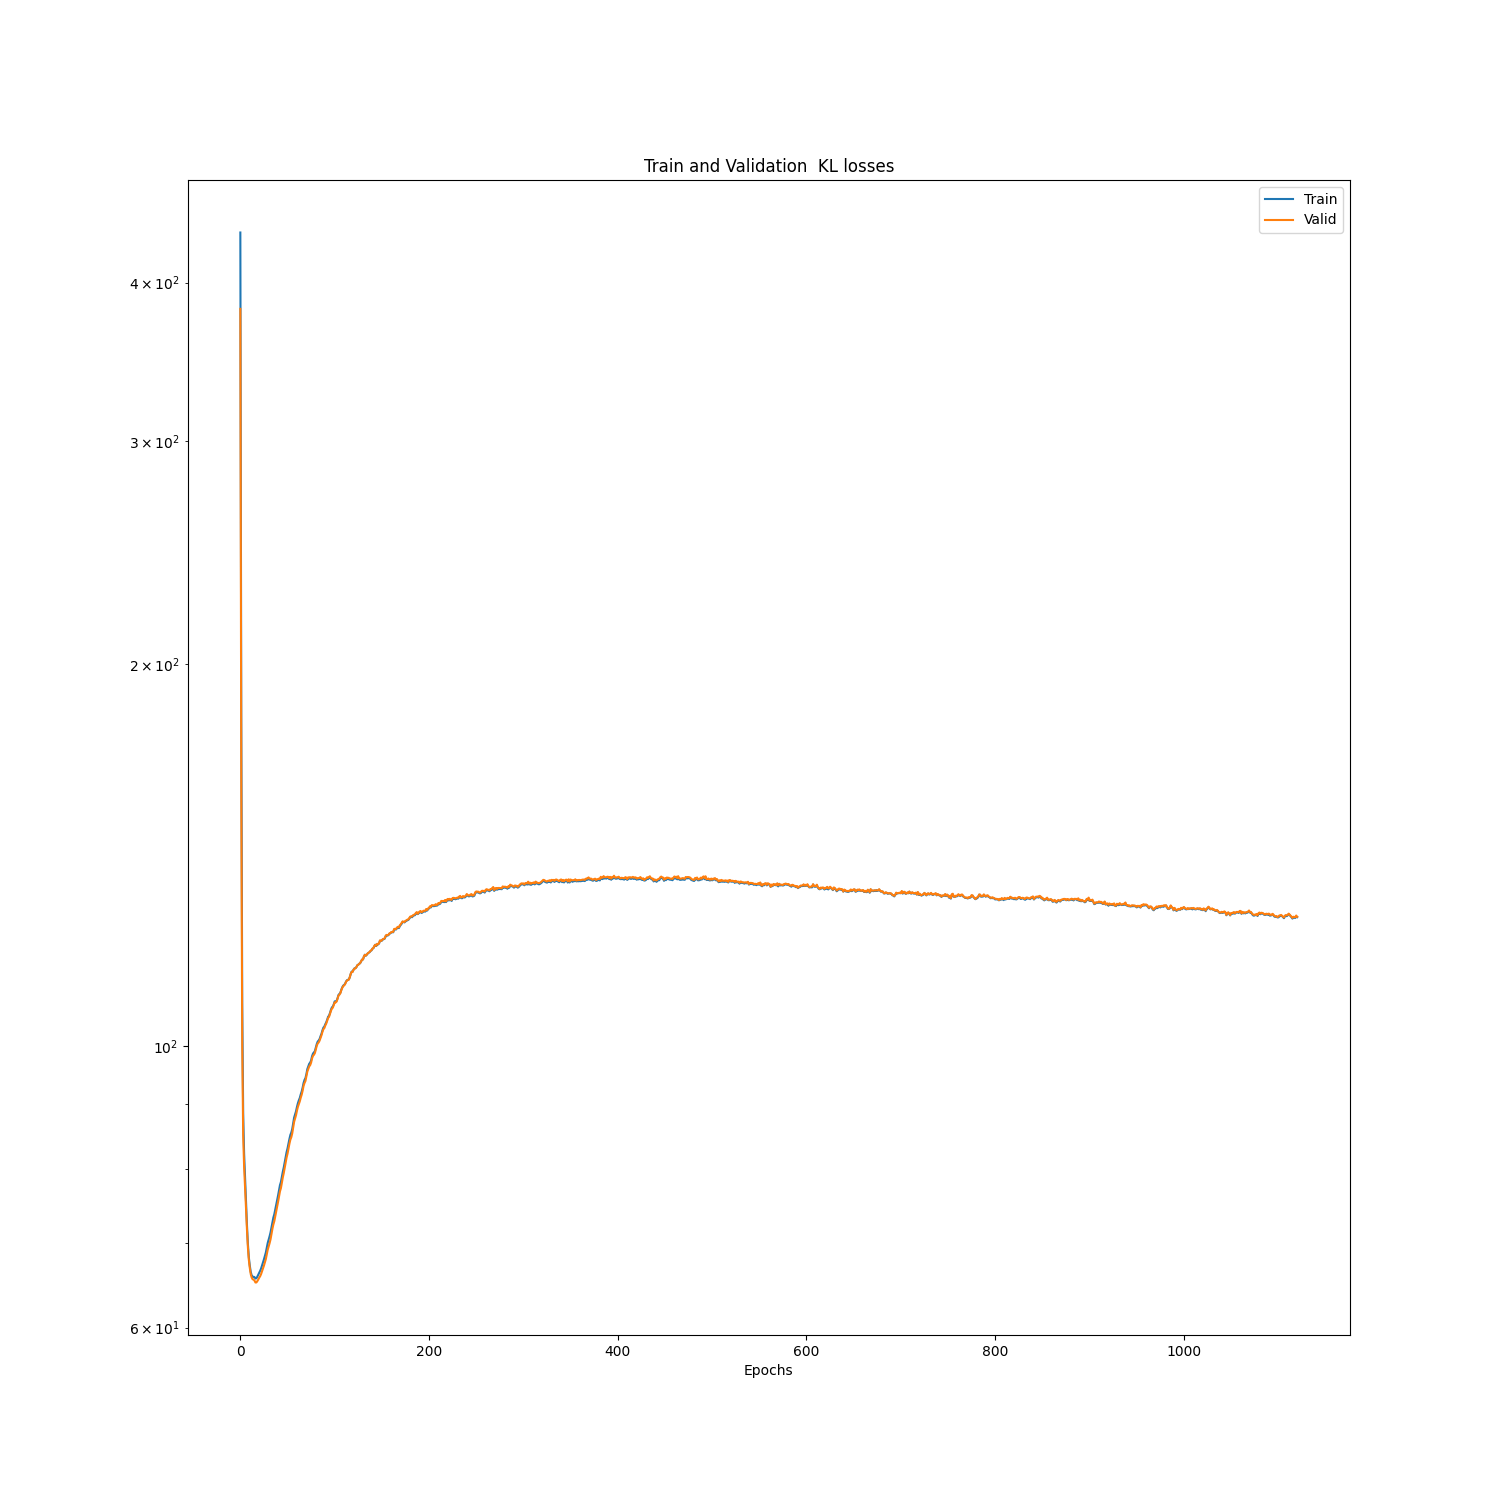 Train and Validation  KL losses
Train
Valid
4 × 10²
3 × 10²
2 × 10²
10²
6 × 10¹
0 200 400 600 800 1000
Epochs